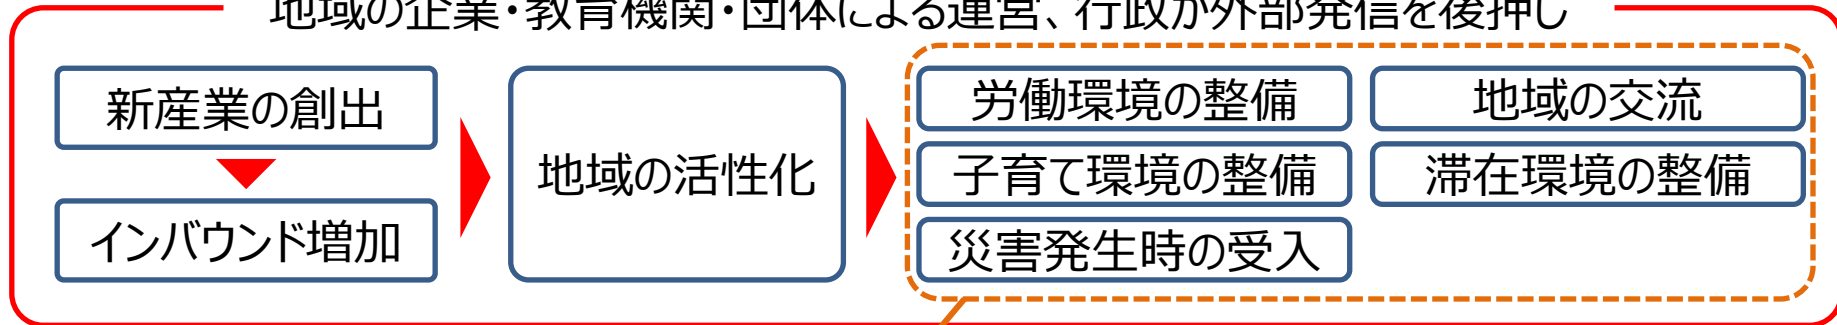 地域の企業・教育機関・団体による運営、行政が外部発信を後押し
新産業の創出
インバウンド増加
地域の活性化
労働環境の整備
地域の交流
子育て環境の整備
滞在環境の整備
災害発生時の受入